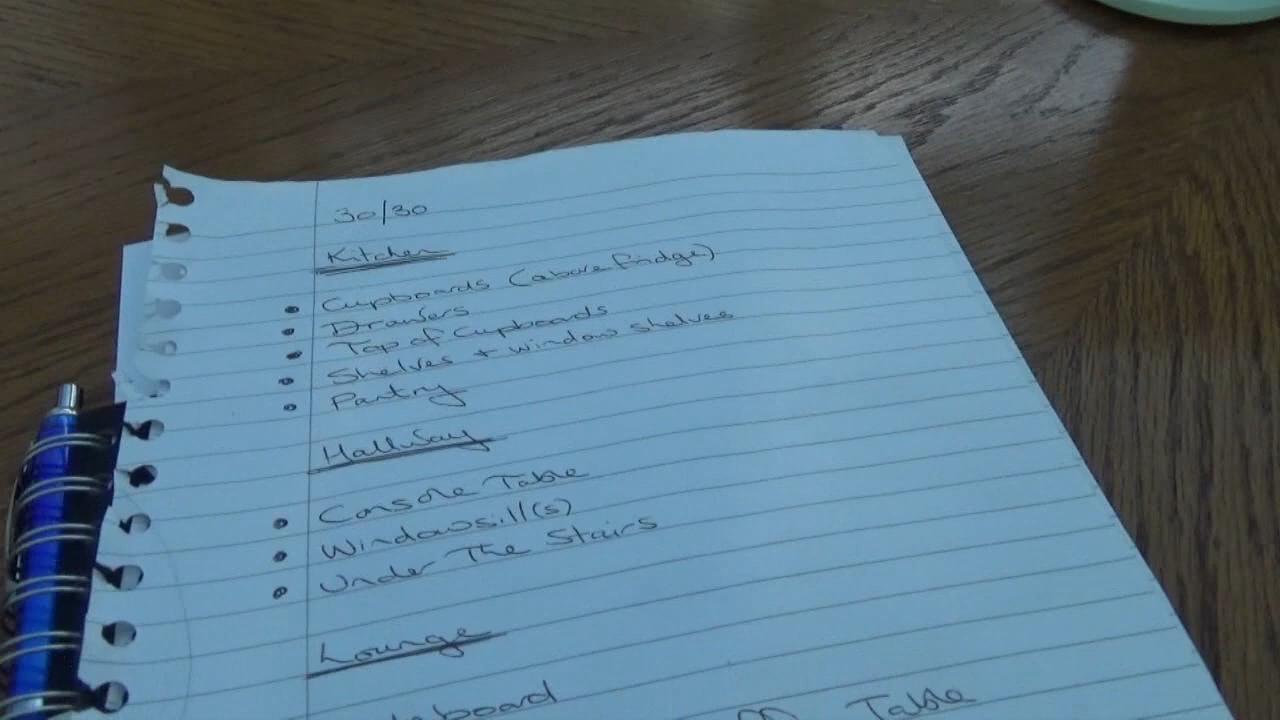 30/30
Kitchen
• Cupboards (above fridge)
• Drawers
• Top of Cupboards
• Shelves + window shelves
• Pantry
Hallway
• Console Table
• Windowsill(s)
• Under The Stairs
Lounge
Table